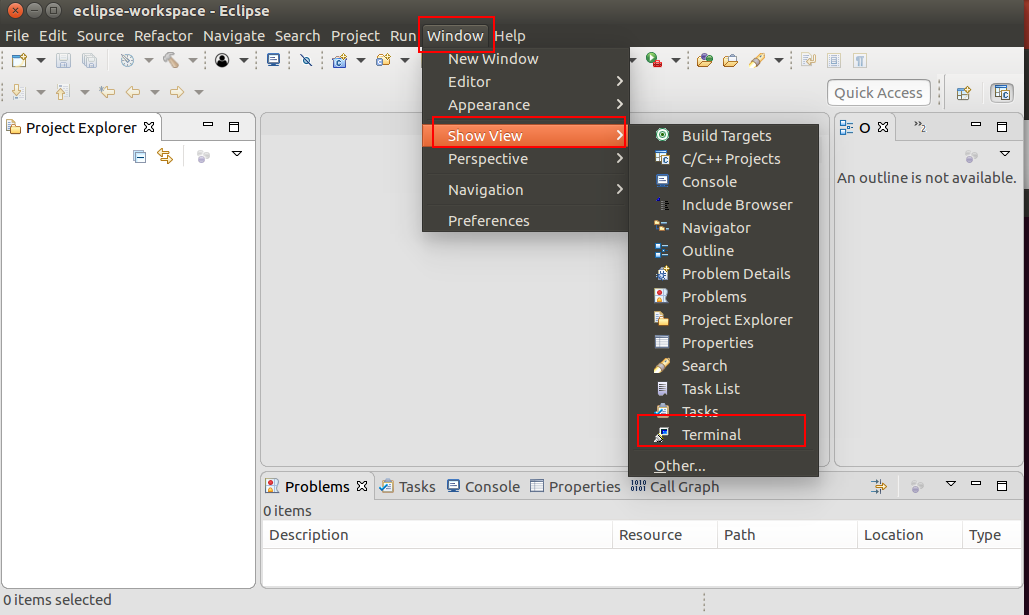 eclipse-workspace - Eclipse
File Edit Source Refactor Navigate Search Project Run Window Help
New Window
Editor
Appearance
Show View
Perspective
Navigation
Preferences
Quick Access
Project Explorer
Build Targets
C/C++ Projects
Console
Include Browser
Navigator
Outline
Problem Details
Problems
Project Explorer
Properties
Search
Task List
Tasks
Terminal
Other...
O »2
An outline is not available.
Problems Tasks Console Properties Call Graph
0 items
Description Resource Path Location Type
0 items selected